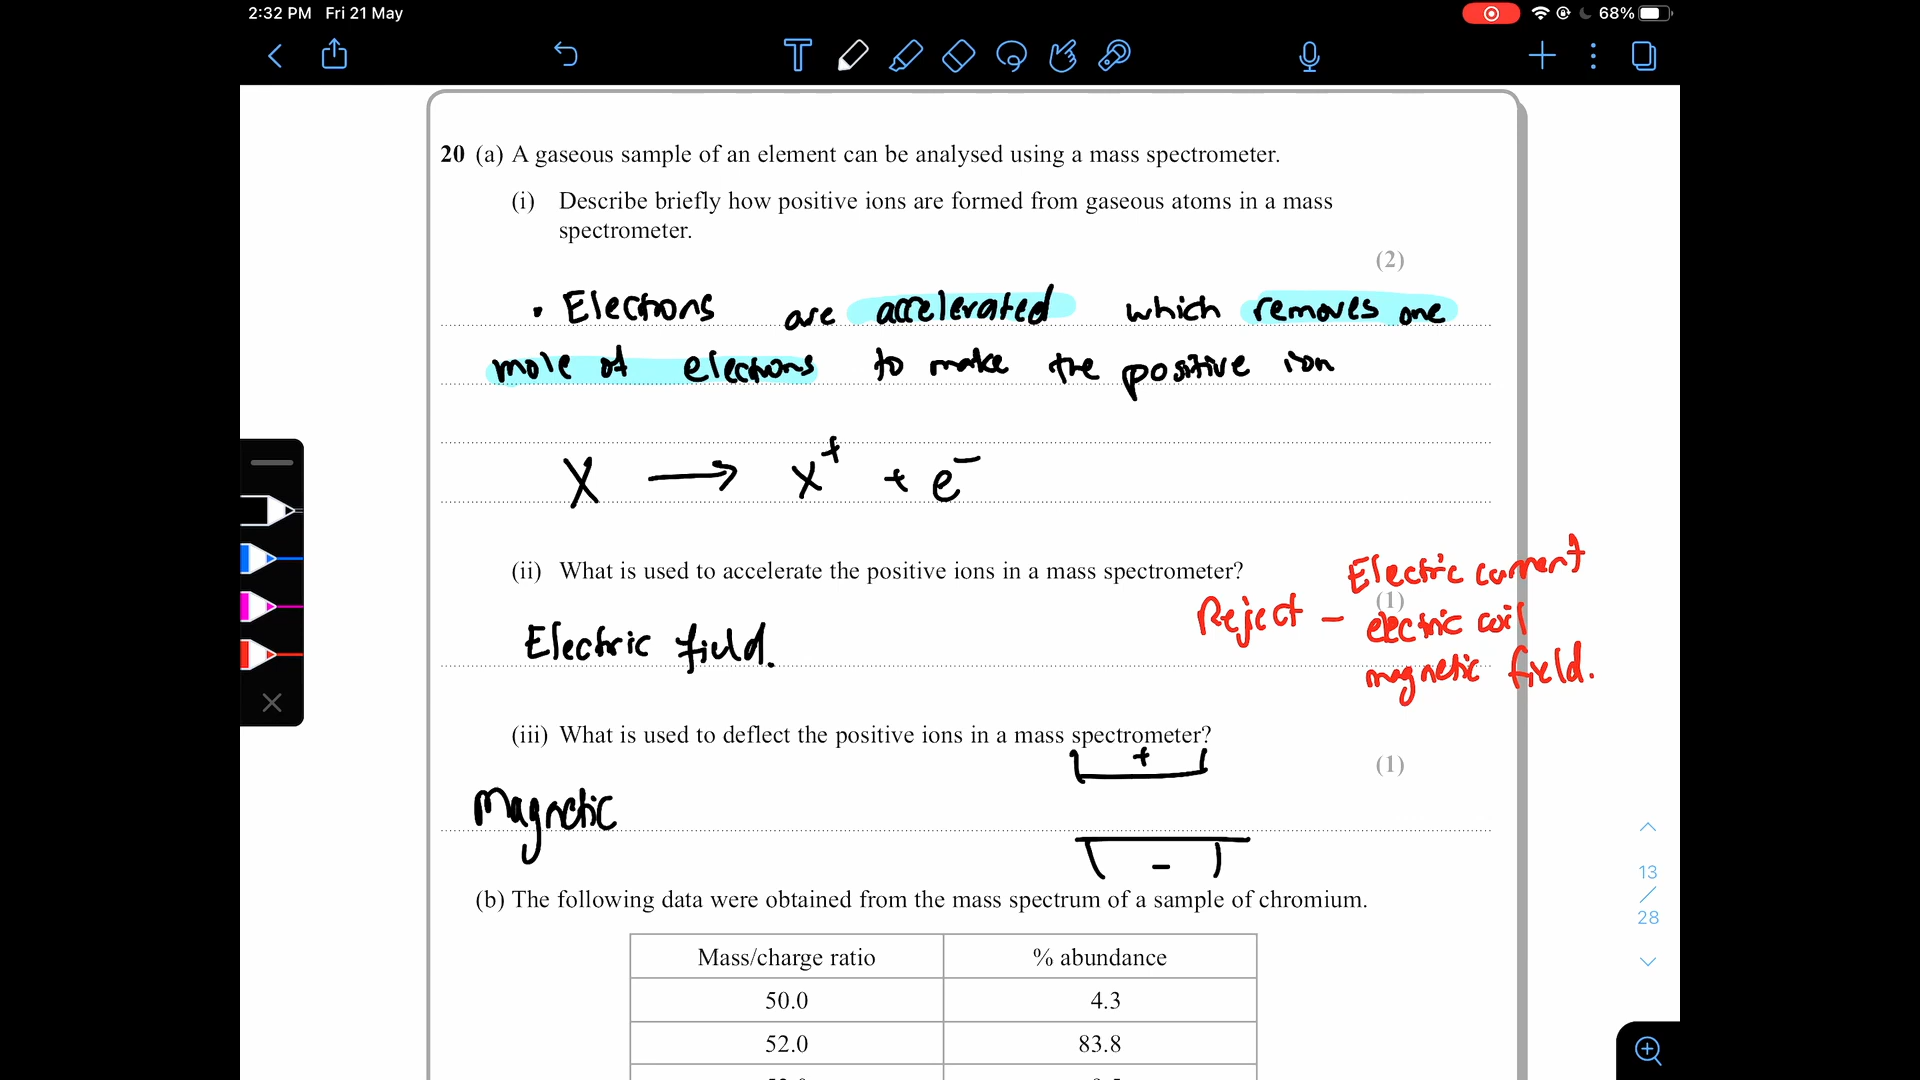 2:32 PM Fri 21 May
68%
20 (a) A gaseous sample of an element can be analysed using a mass spectrometer.
(i) Describe briefly how positive ions are formed from gaseous atoms in a mass
spectrometer.
(2)
• Electrons are accelerated which removes one
mole of electrons to make the positive ion
X → X⁺ + e⁻
(ii) What is used to accelerate the positive ions in a mass spectrometer?
(1)
Electric field.
Reject – Electric current
electric coil
magnetic field.
(iii) What is used to deflect the positive ions in a mass spectrometer?
(1)
+
Magnetic
-
(b) The following data were obtained from the mass spectrum of a sample of chromium.
Mass/charge ratio % abundance
50.0 4.3
52.0 83.8
13
/
28